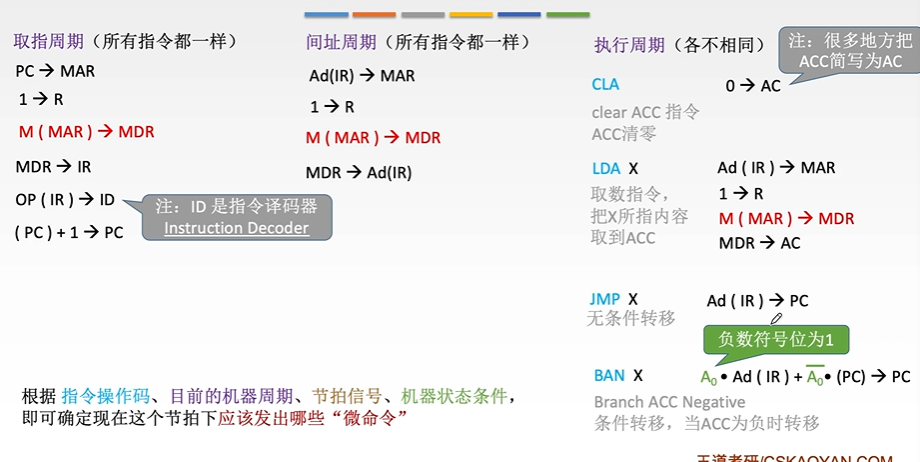 取指周期（所有指令都一样）
PC → MAR
1 → R
M ( MAR ) → MDR
MDR → IR
OP ( IR ) → ID
注：ID 是指令译码器
Instruction Decoder
( PC ) + 1 → PC
间址周期（所有指令都一样）
Ad(IR) → MAR
1 → R
M ( MAR ) → MDR
MDR → Ad(IR)
执行周期（各不相同）
注：很多地方把
ACC简写为AC
CLA 0 → AC
clear ACC 指令
ACC清零
LDA X Ad ( IR ) → MAR
取数指令， 1 → R
把X所指内容 M ( MAR ) → MDR
取到ACC MDR → AC
JMP X Ad ( IR ) → PC
无条件转移
负数符号位为1
BAN X A₀ • Ad ( IR ) + A̅₀ • (PC) → PC
Branch ACC Negative
条件转移，当ACC为负时转移
根据 指令操作码、目前的机器周期、节拍信号、机器状态条件，
即可确定现在这个节拍下应该发出哪些“微命令”
王道考研/CSKAOYAN.COM